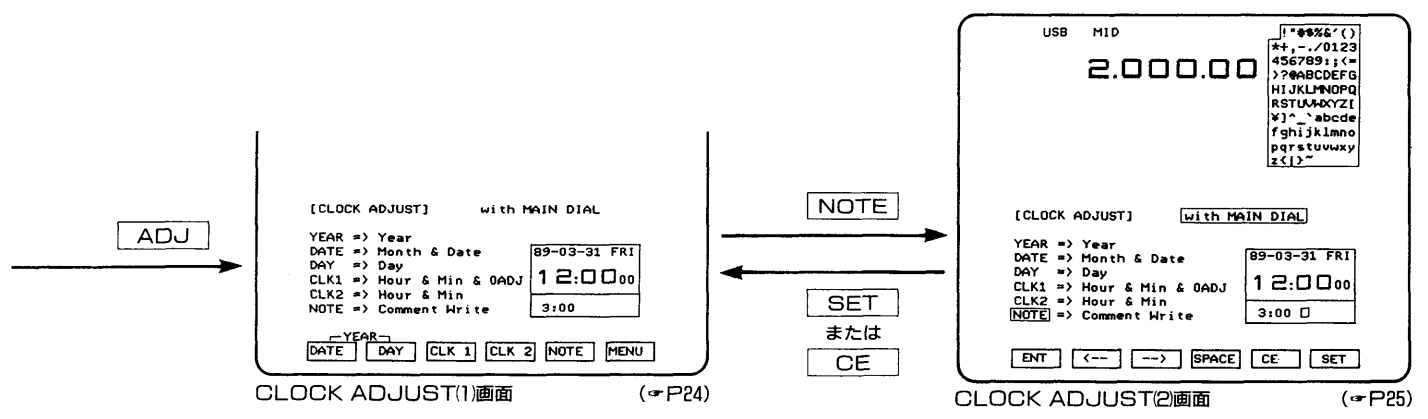 ADJ
[CLOCK ADJUST] with MAIN DIAL
YEAR => Year
DATE => Month & Date
DAY => Day
CLK1 => Hour & Min & 0ADJ
CLK2 => Hour & Min
NOTE => Comment Write
89-03-31 FRI
12:00 00
3:00
YEAR
DATE DAY CLK 1 CLK 2 NOTE MENU
CLOCK ADJUST(1)画面 (☞P24)
NOTE
SET
または
CE
USB MID
2.000.00
!"#$%&'()
*+,-./0123
456789:;<=
>?@ABCDEFG
HIJKLMNOPQ
RSTUVWXYZ[
¥]^_`abcde
fghijklmno
pqrstuvwxy
z{|}~
[CLOCK ADJUST] with MAIN DIAL
YEAR => Year
DATE => Month & Date
DAY => Day
CLK1 => Hour & Min & 0ADJ
CLK2 => Hour & Min
NOTE => Comment Write
89-03-31 FRI
12:00 00
3:00 □
ENT <-- --> SPACE CE SET
CLOCK ADJUST(2)画面 (☞P25)